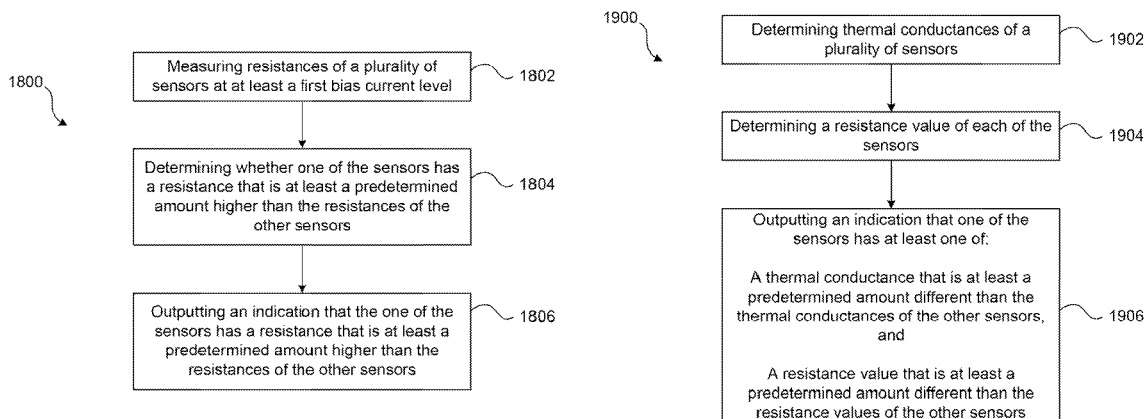 1800
Measuring resistances of a plurality of
sensors at at least a first bias current level
1802
Determining whether one of the sensors has
a resistance that is at least a predetermined
amount higher than the resistances of the
other sensors
1804
Outputting an indication that the one of the
sensors has a resistance that is at least a
predetermined amount higher than the
resistances of the other sensors
1806
1900
Determining thermal conductances of a
plurality of sensors
1902
Determining a resistance value of each of the
sensors
1904
Outputting an indication that one of the
sensors has at least one of:
A thermal conductance that is at least a
predetermined amount different than the
thermal conductances of the other sensors,
and
A resistance value that is at least a
predetermined amount different than the
resistance values of the other sensors
1906